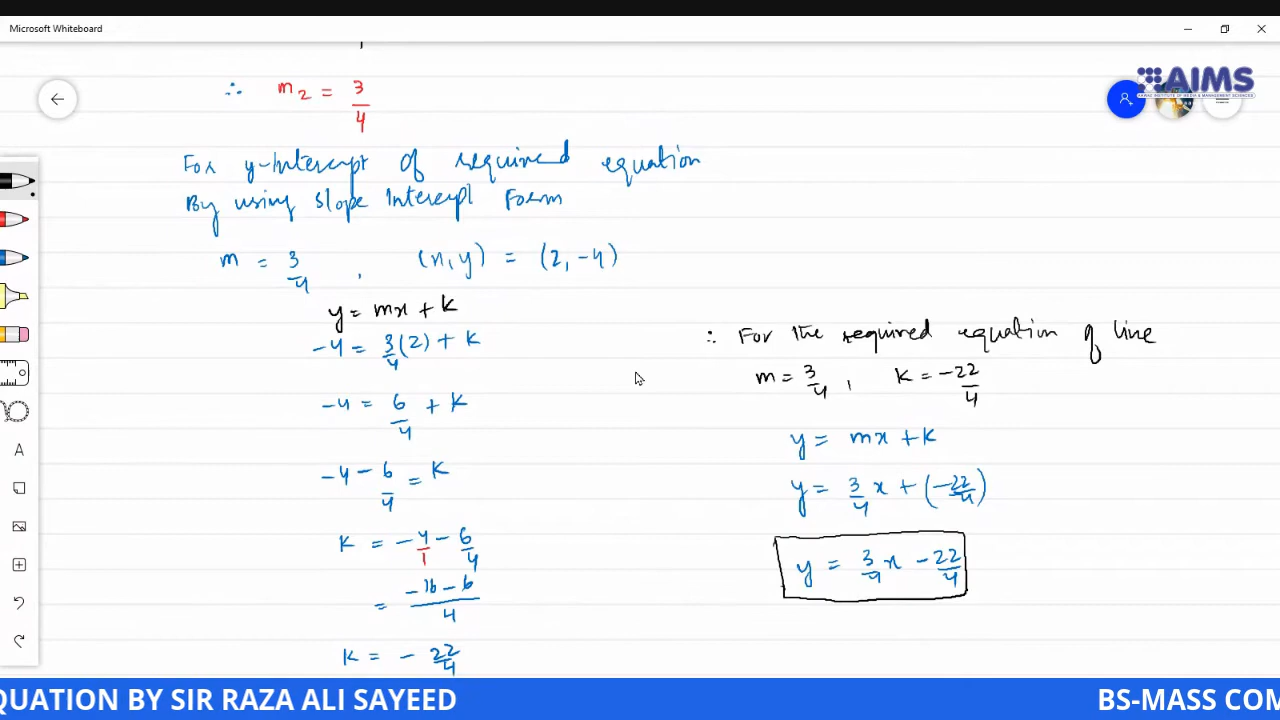 Microsoft Whiteboard
AIMS
∴ m2 = 3/4
For y-Intercept of required equation
By using Slope Intercept Form
m = 3/4 , (x,y) = (2,-4)
y = mx + k
-4 = 3/4(2) + k
-4 = 6/4 + k
-4 - 6/4 = k
k = -4/1 - 6/4
= -16 - 6/4
k = - 22/4
∴ For the required equation of line
m = 3/4 , k = -22/4
y = mx + k
y = 3/4 x + (-22/4)
y = 3/4 x - 22/4
QUATION BY SIR RAZA ALI SAYEED
BS-MASS COM